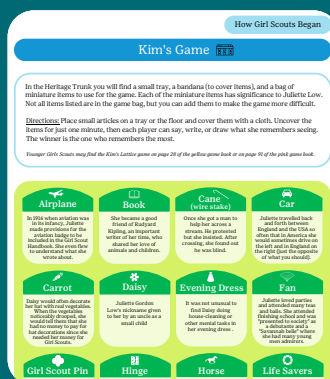 How Girl Scouts Began
Kim's Game
In the Heritage Trunk you will find a small tray, a bandana (to cover items), and a bag of
miniature items to use for the game. Each of the miniature items has significance to Juliette Low.
Not all items listed are in the game bag, but you can add them to make the game more difficult.
Directions: Place small articles on a tray or the floor and cover them with a cloth. Uncover the
items for just one minute, then each player can say, write, or draw what she remembers seeing.
The winner is the one who remembers the most.
Younger Girls Scouts may find the Kim's Lattice game on page 28 of the yellow game book or on page 91 of the pink game book.
Airplane
In 1916 when aviation was
in its infancy, Juliette
made provisions for the
aviation badge to be
included in the Girl Scout
Handbook. She even flew
to understand what she
wrote about.
Book
She became a good
friend of Rudyard
Kipling, an important
writer of her time, who
shared her love of
animals and children.
Cane
(wire stake)
Once she got a man to
help her across a
stream. He protested
but she insisted. After
crossing, she found out
he was blind.
Car
Juliette travelled back
and forth between
England and the USA so
often that in America she
would sometimes drive on
the left and in England on
the right (just the opposite
of what you should).
Carrot
Daisy would often decorate
her hat with real vegetables.
When the vegetables
noticeably drooped, she
would tell them that she
had no money to pay for
hat decorations since she
needed her money for
Girl Scouts.
Daisy
Juliette Gordon
Low's nickname given
to her by an uncle as a
small child
Evening Dress
It was not unusual to
find Daisy doing
house-cleaning or
other mental tasks in
her evening dress .
Fan
Juliette loved parties
and attended many teas
and balls. She attended
finishing school and was
"presented to society" as
a debutante and a
"Savannah belle" where
she had many young
men admirers.
Girl Scout Pin
Hinge
Horse
Life Savers